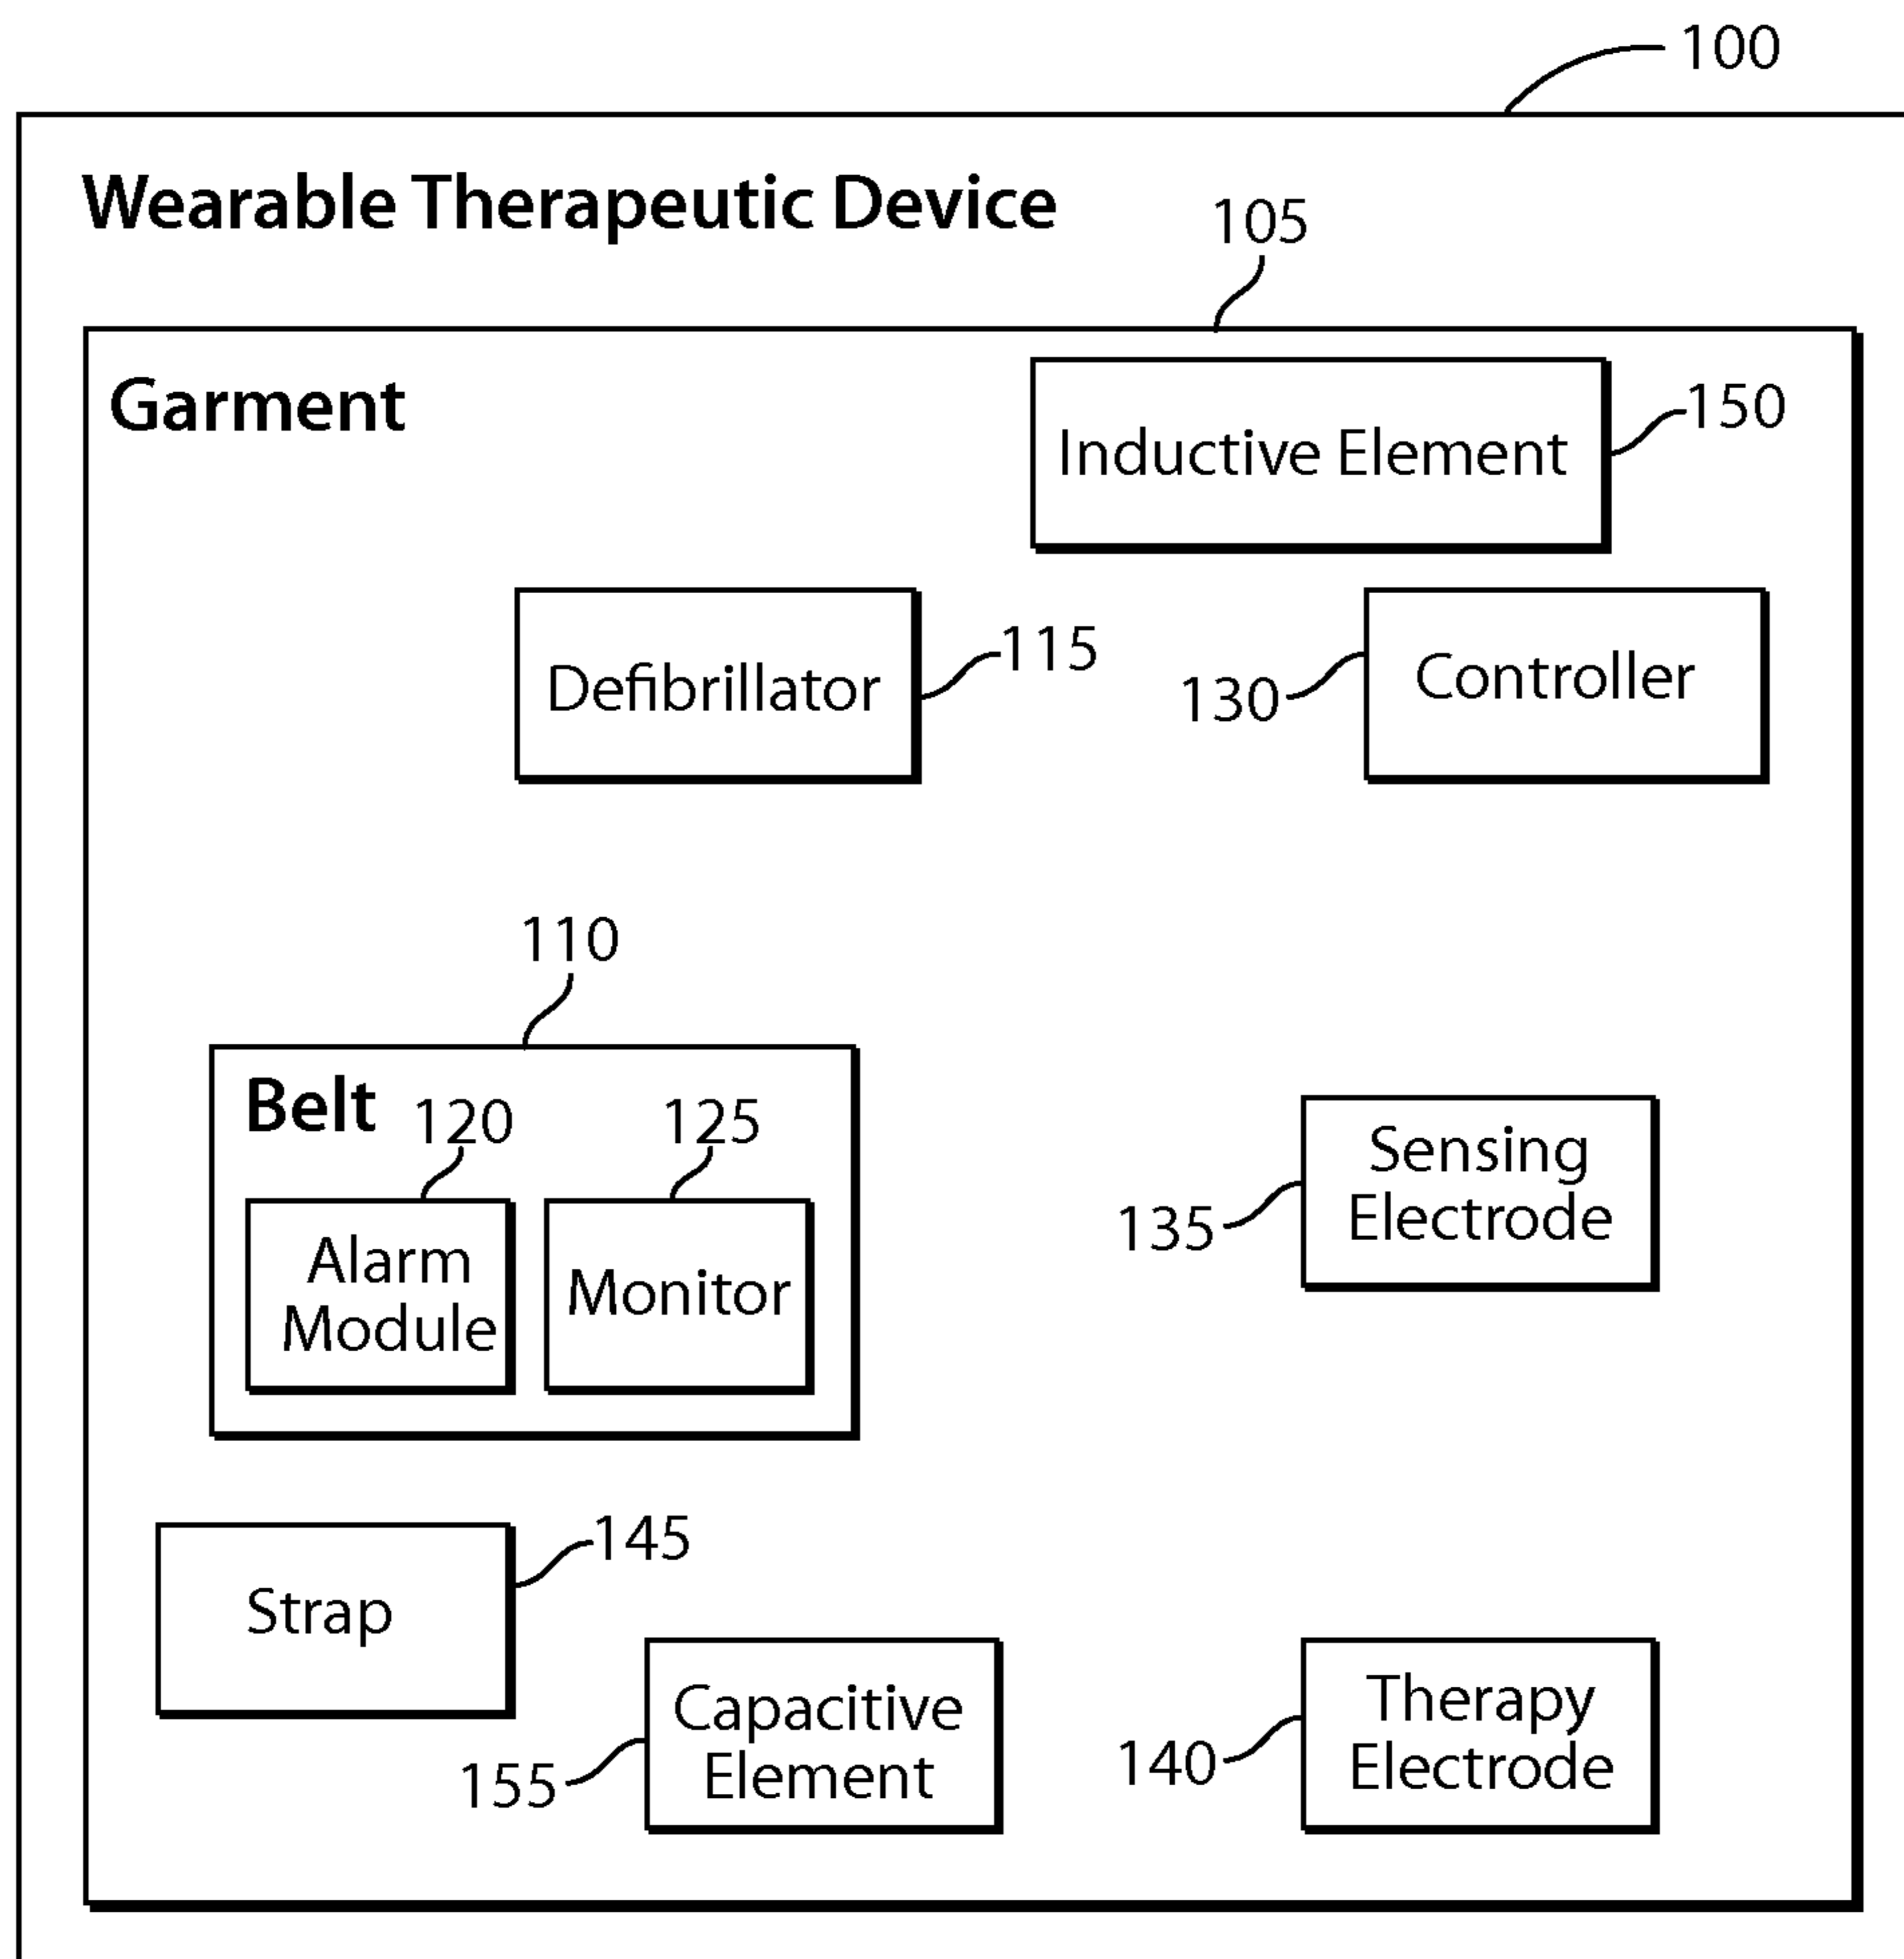 100
Wearable Therapeutic Device
105
Garment
Inductive Element
150
Defibrillator
115
130
Controller
110
Belt
120
125
Alarm
Module
Monitor
Sensing
Electrode
135
145
Strap
Capacitive
Element
155
Therapy
Electrode
140